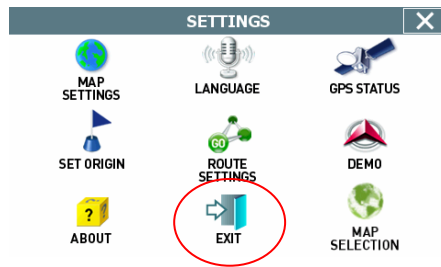 SETTINGS
MAP
SETTINGS
LANGUAGE
GPS STATUS
SET ORIGIN
GO
ROUTE
SETTINGS
DEMO
?
ABOUT
EXIT
MAP
SELECTION